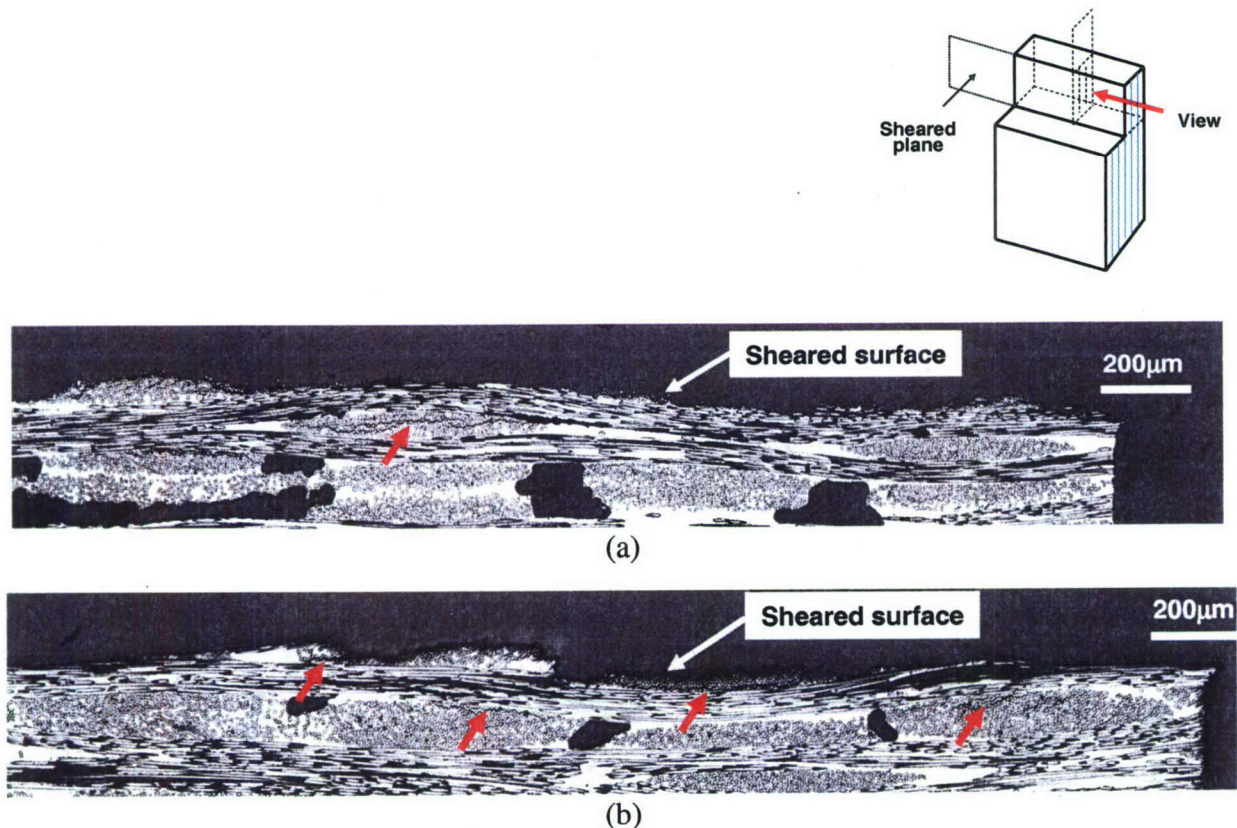 Sheared
plane
View
Sheared surface
200μm
(a)
Sheared surface
200μm
(b)